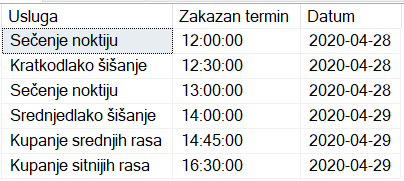 Usluga Zakazan termin Datum
Sečenje noktiju 12:00:00 2020-04-28
Kratkodlako šišanje 12:30:00 2020-04-28
Sečenje noktiju 13:00:00 2020-04-28
Srednjedlako šišanje 14:00:00 2020-04-29
Kupanje srednjih rasa 14:45:00 2020-04-29
Kupanje sitnijih rasa 16:30:00 2020-04-29